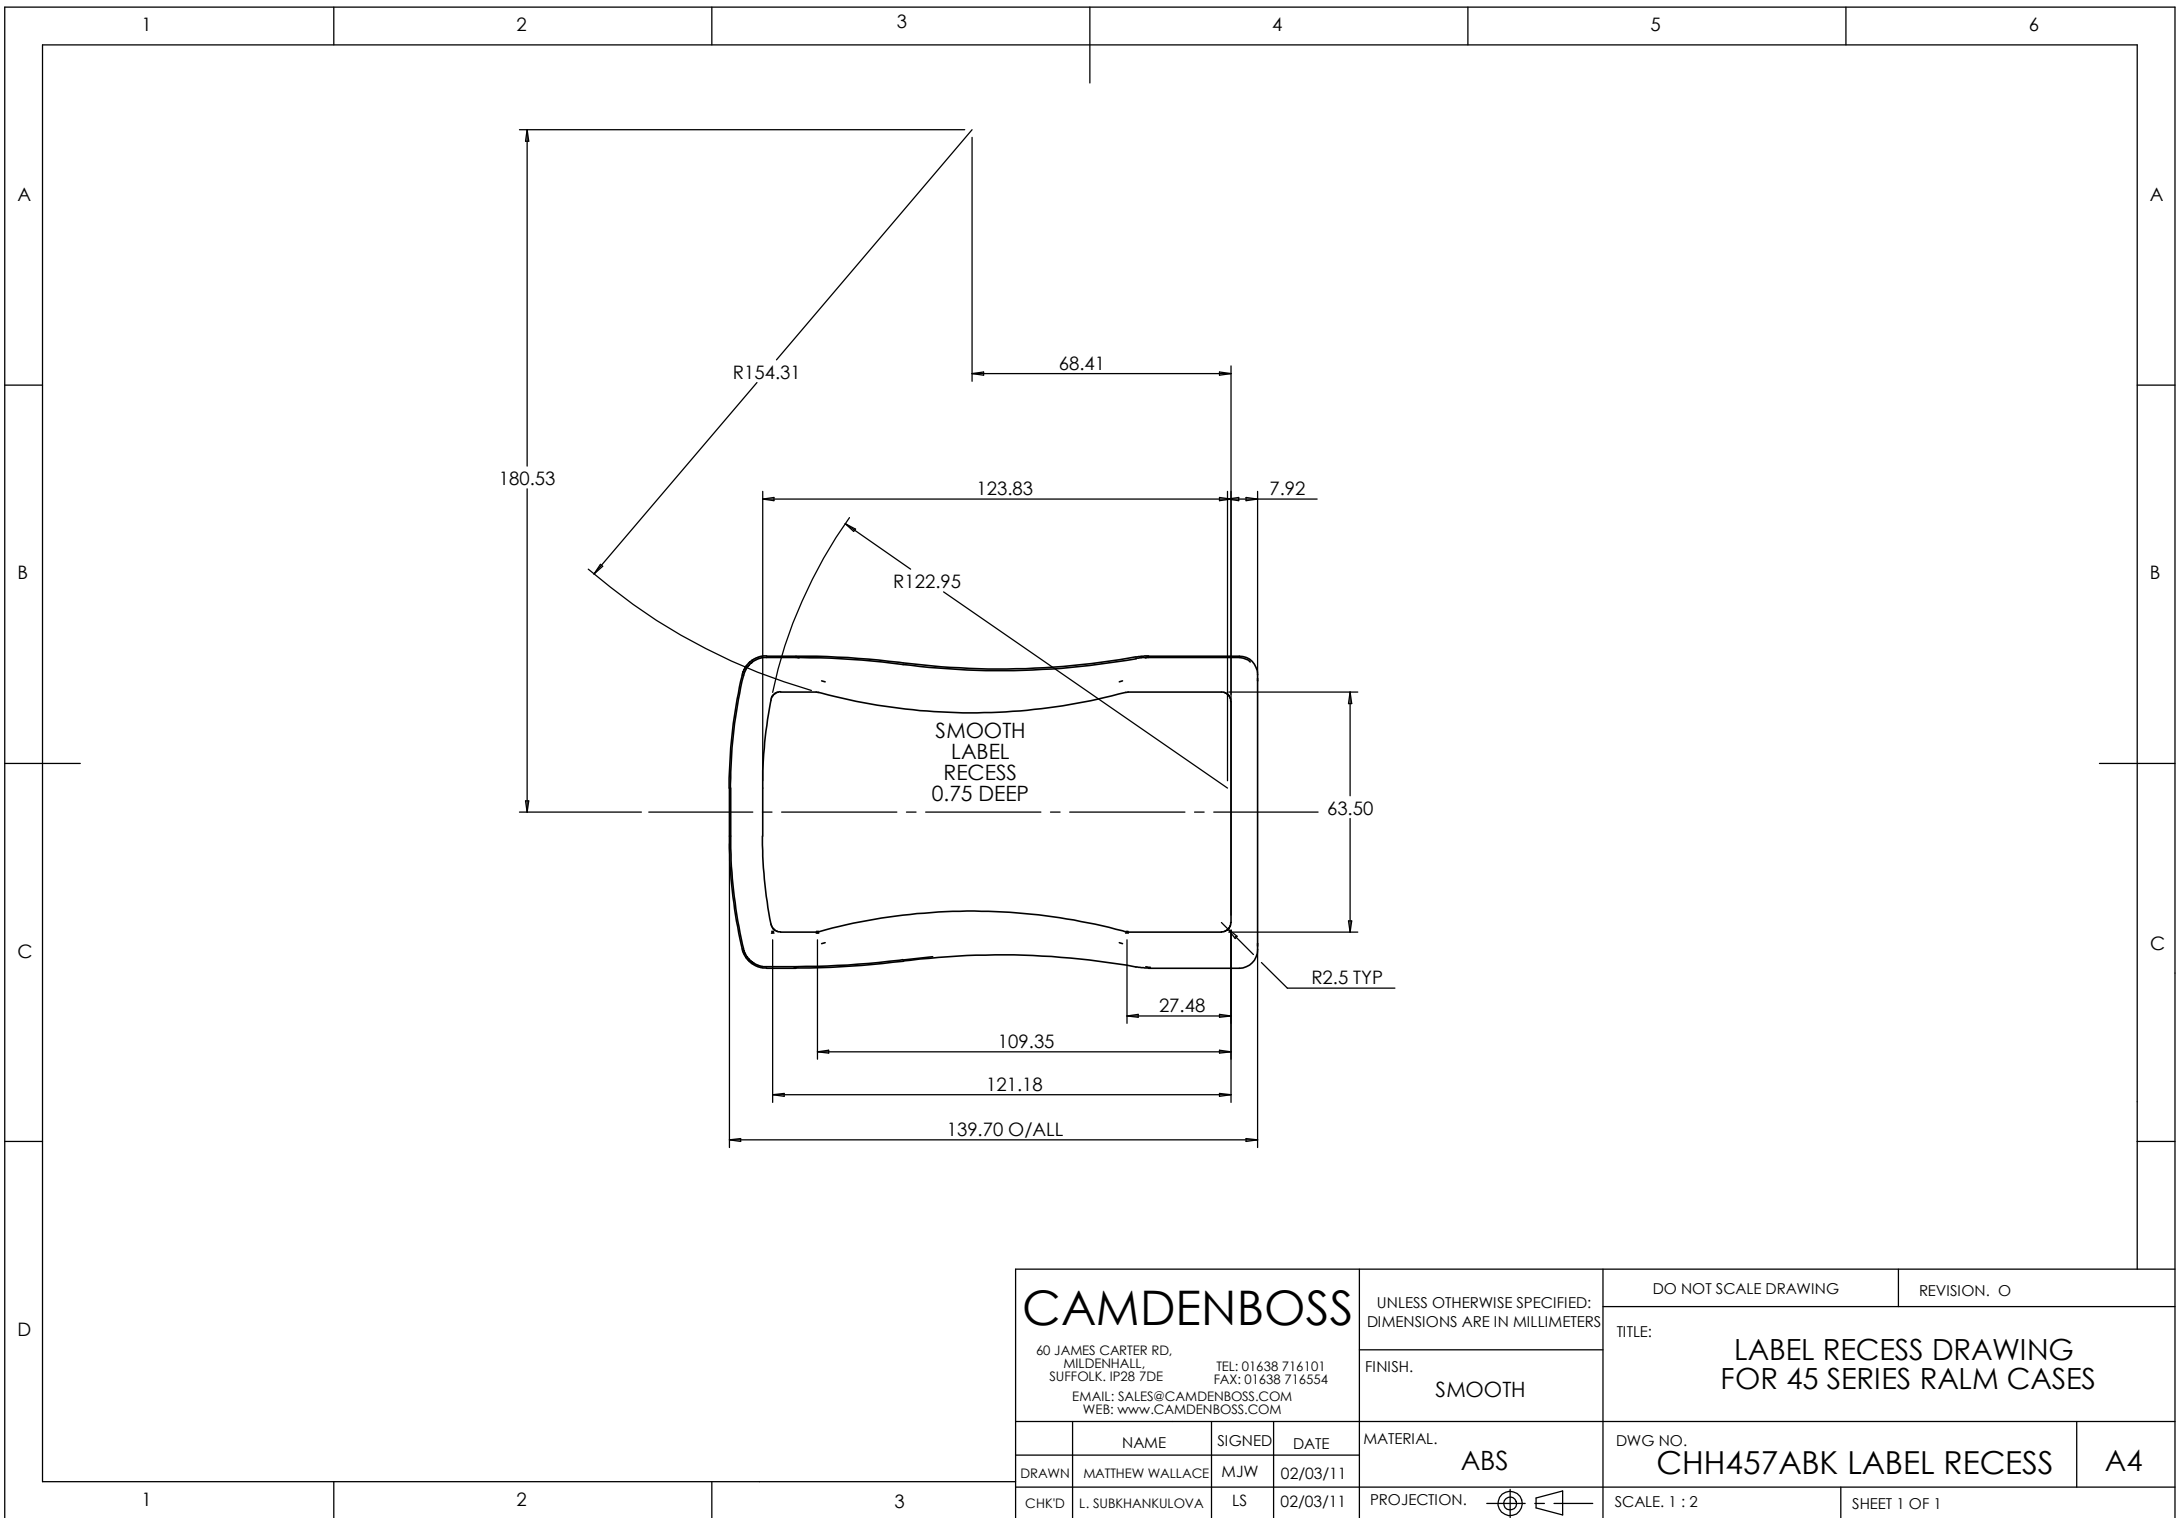 1
2
3
4
5
6
A
A
B
B
C
C
D
180.53
R154.31
68.41
123.83
7.92
R122.95
SMOOTH
LABEL
RECESS
0.75 DEEP
63.50
R2.5 TYP
27.48
109.35
121.18
139.70 O/ALL
1
2
3
CAMDENBOSS
60 JAMES CARTER RD,
MILDENHALL,
SUFFOLK. IP28 7DE
TEL: 01638 716101
FAX: 01638 716554
EMAIL: SALES@CAMDENBOSS.COM
WEB: www.CAMDENBOSS.COM
UNLESS OTHERWISE SPECIFIED:
DIMENSIONS ARE IN MILLIMETERS
FINISH.
SMOOTH
DO NOT SCALE DRAWING
REVISION. O
TITLE:
LABEL RECESS DRAWING
FOR 45 SERIES RALM CASES
NAME
SIGNED
DATE
DRAWN
MATTHEW WALLACE
MJW
02/03/11
CHK'D
L. SUBKHANKULOVA
LS
02/03/11
MATERIAL.
ABS
PROJECTION.
DWG NO.
CHH457ABK LABEL RECESS
A4
SCALE. 1 : 2
SHEET 1 OF 1